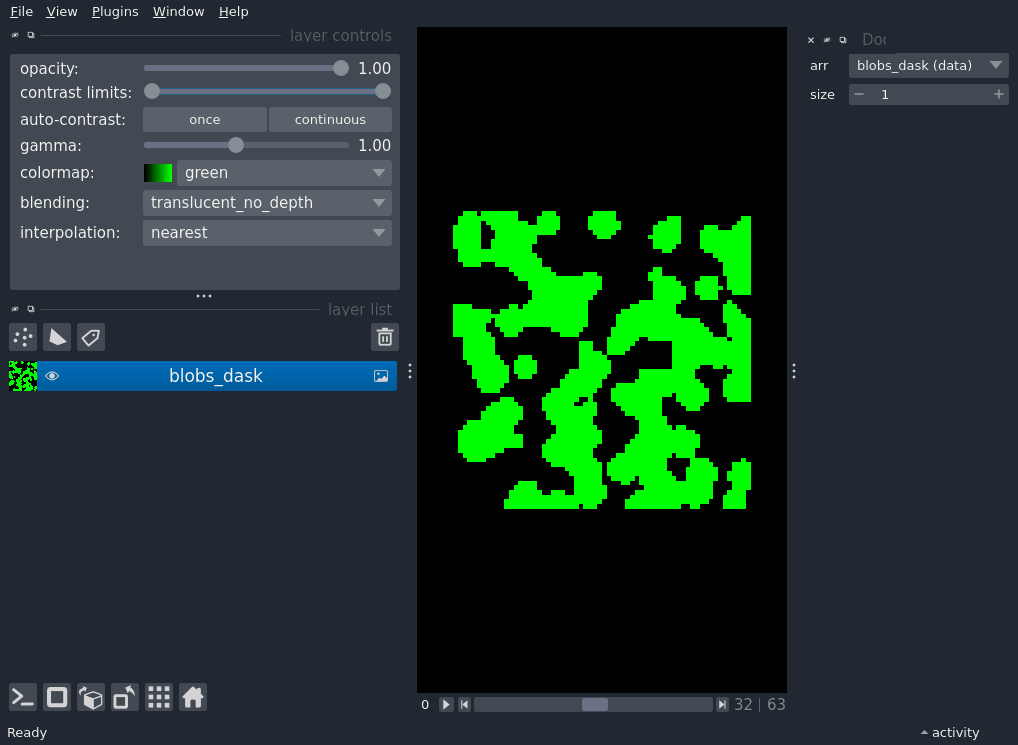 File View Plugins Window Help
layer controls
opacity: 1.00
contrast limits:
auto-contrast: once continuous
gamma: 1.00
colormap: green
blending: translucent_no_depth
interpolation: nearest
layer list
blobs_dask
0 32 | 63
Ready
arr blobs_dask (data)
size 1
activity